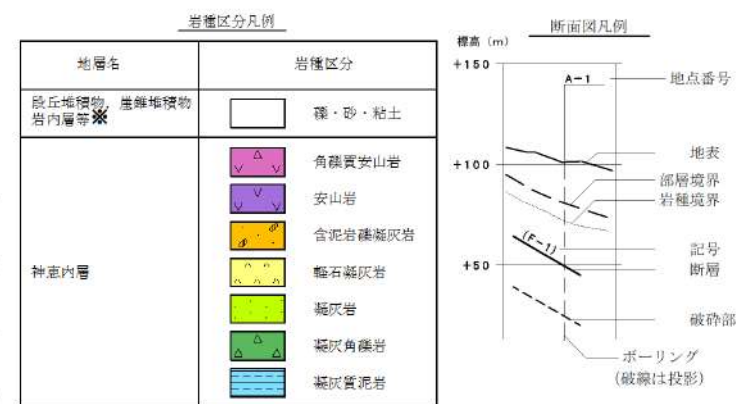 岩種区分凡例
地層名
岩種区分
段丘堆積物，崖錐堆積物
岩内層等※
礫・砂・粘土
神恵内層
角礫質安山岩
安山岩
含泥岩礫凝灰岩
軽石凝灰岩
凝灰岩
凝灰角礫岩
凝灰質泥岩
断面図凡例
標高 (m)
+150
A-1
地点番号
+100
地表
部層境界
岩種境界
(F-1)
記号
+50
断層
破砕部
ボーリング
(破線は投影)